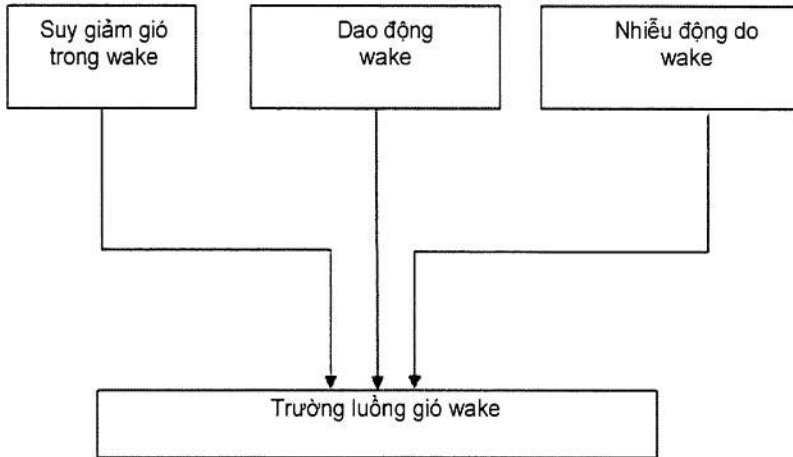 Suy giảm gió
trong wake
Dao động
wake
Nhiễu động do
wake
Trường luồng gió wake